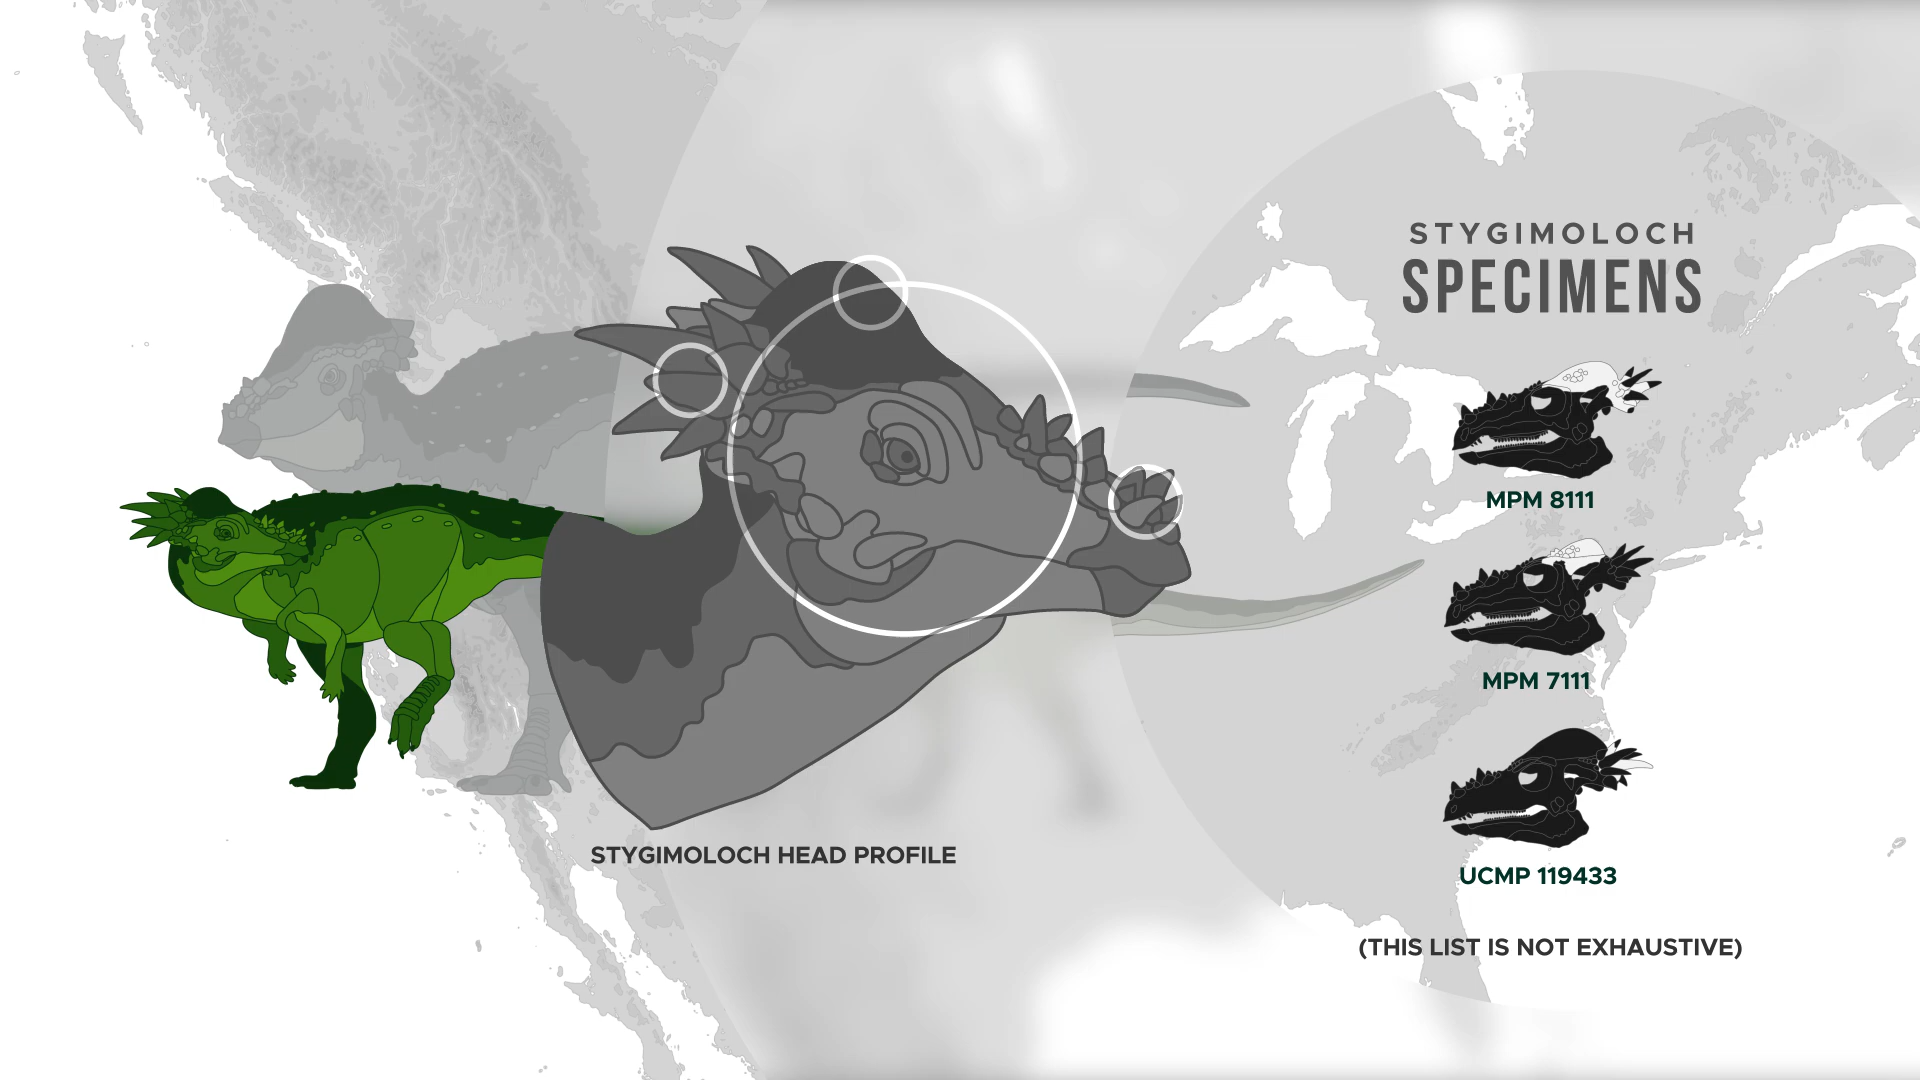 STYGIMOLOCH
SPECIMENS
MPM 8111
MPM 7111
UCMP 119433
(THIS LIST IS NOT EXHAUSTIVE)
STYGIMOLOCH HEAD PROFILE